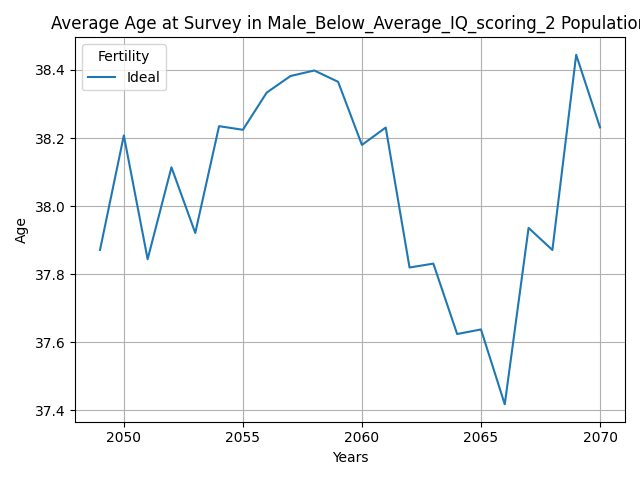 Average Age at Survey in Male_Below_Average_IQ_scoring_2 Population
Fertility
Ideal
38.4
38.2
38.0
37.8
37.6
37.4
Age
2050 2055 2060 2065 2070
Years